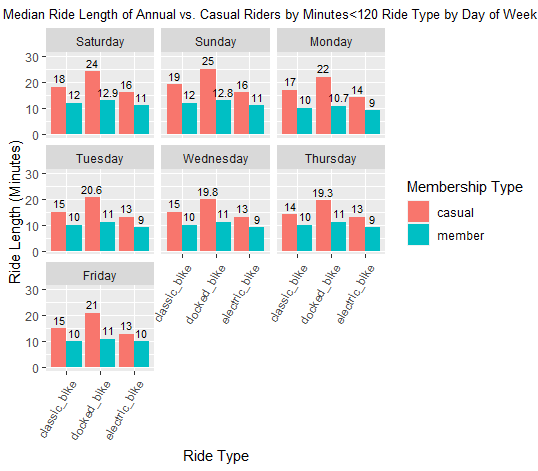 Median Ride Length of Annual vs. Casual Riders by Minutes<120 Ride Type by Day of Week
Saturday Sunday Monday
30
20
10
0
18 12 24 12.9 16 11
19 12 25 12.8 16 11
17 10 22 10.7 14 9
Tuesday Wednesday Thursday
30
20
10
0
15 10 20.6 11 13 9
15 10 19.8 11 13 9
14 10 19.3 11 13 9
Friday
30
20
10
0
15 10 21 11 13 10
classic_bike docked_bike electric_bike
classic_bike docked_bike electric_bike
classic_bike docked_bike electric_bike
Ride Length (Minutes)
Ride Type
Membership Type
casual
member